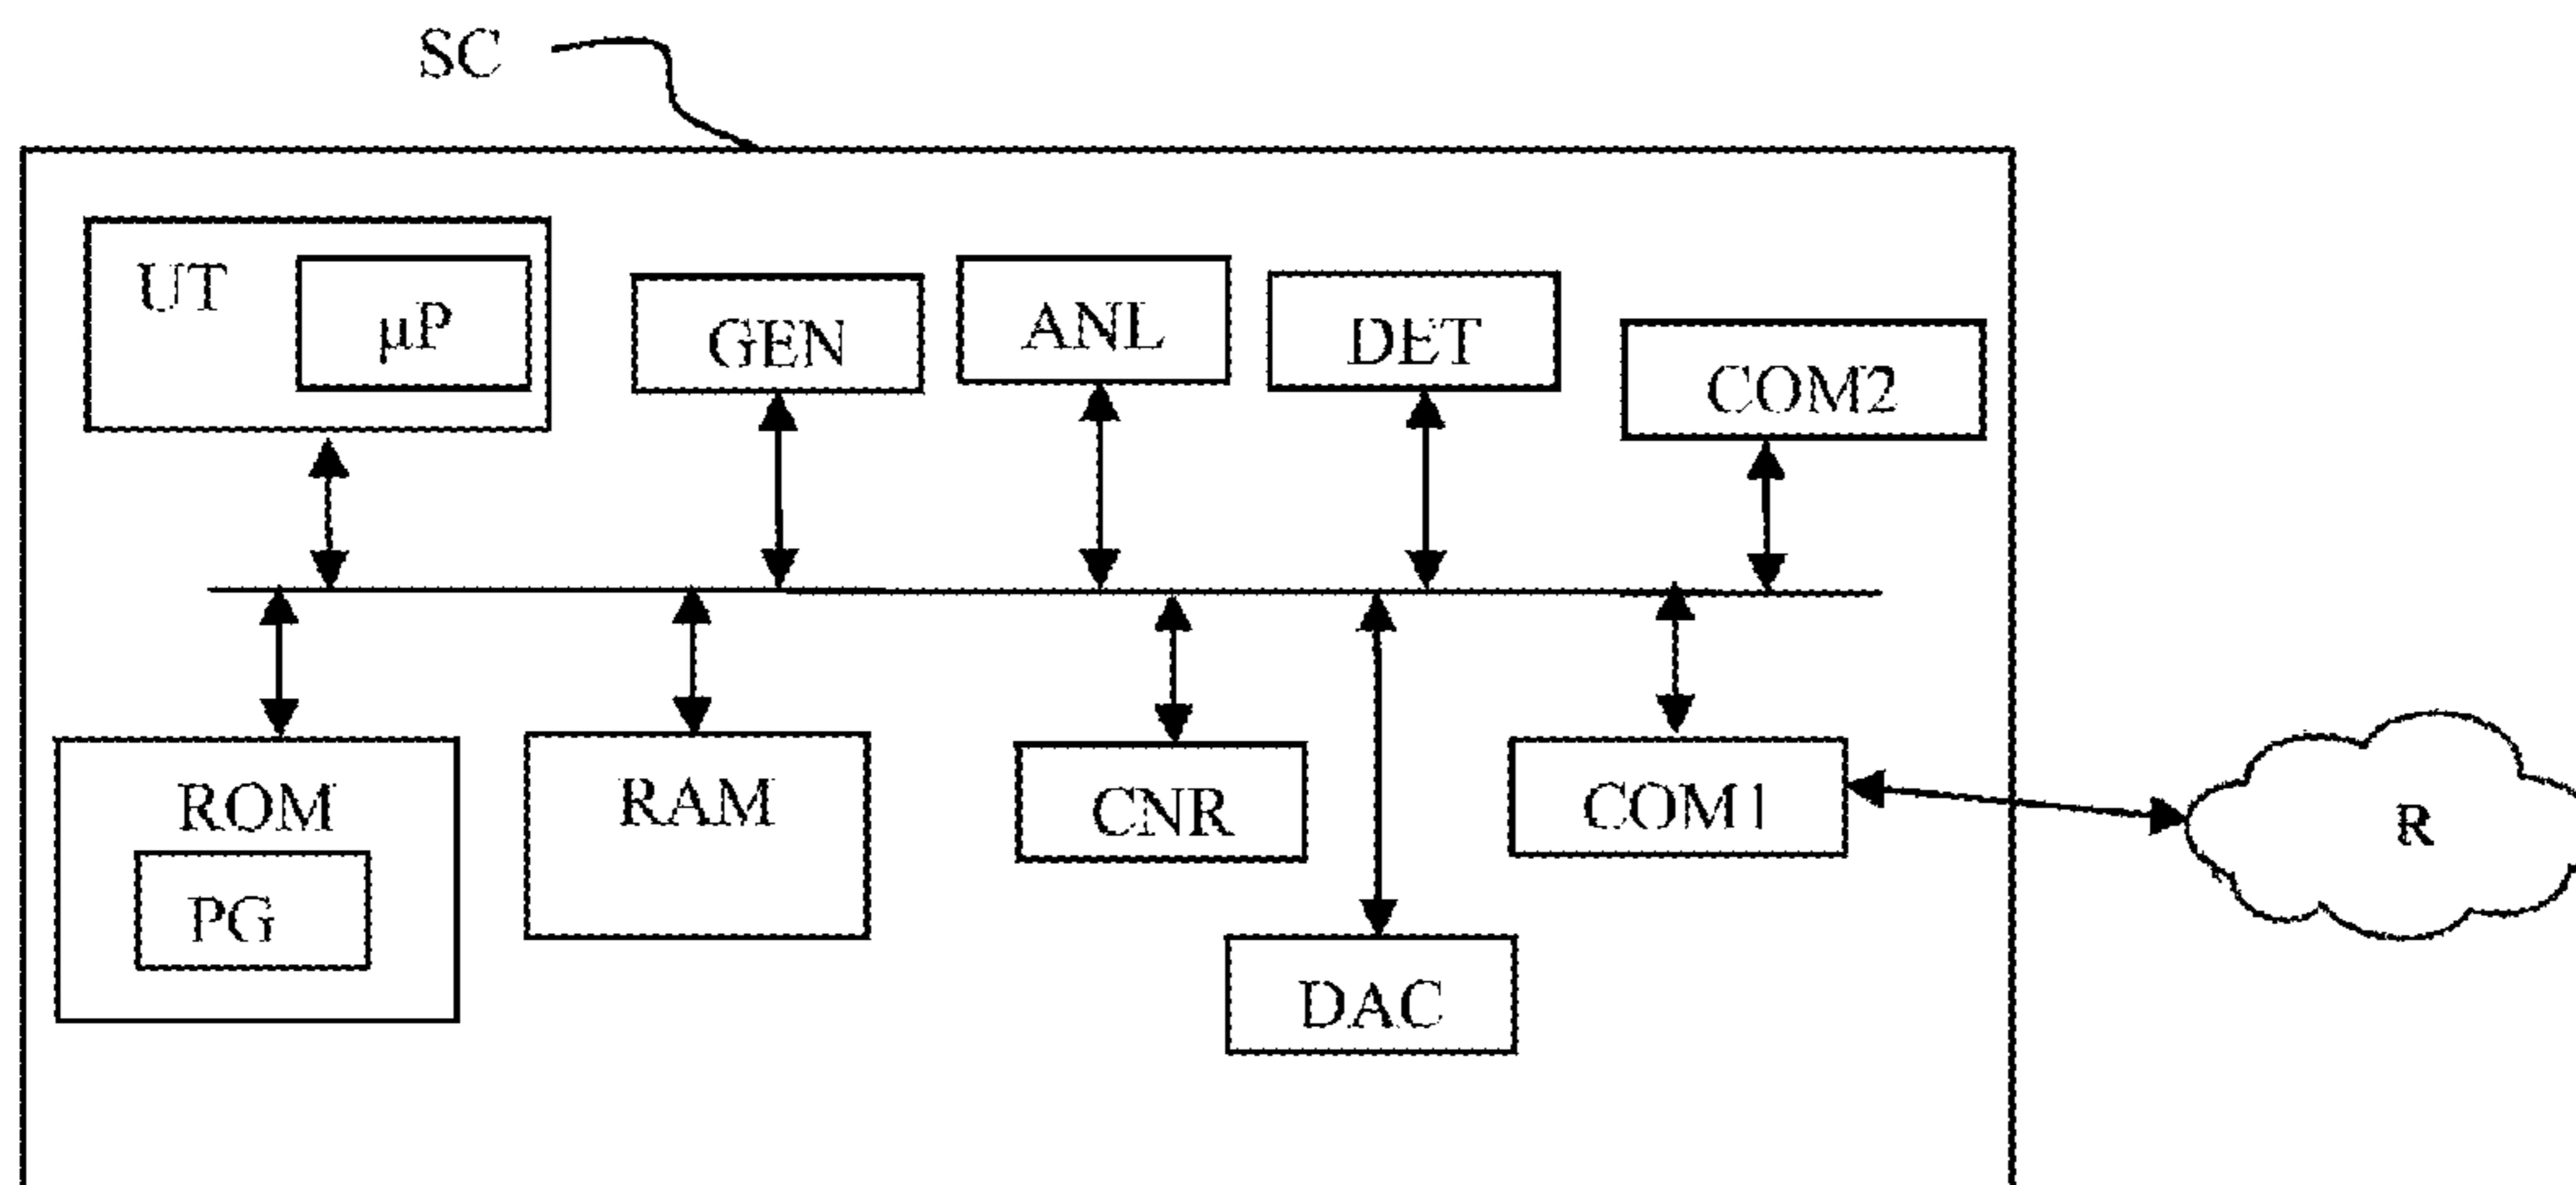 SC
UT
μP
GEN
ANL
DET
COM2
ROM
PG
RAM
CNR
COM1
DAC
R